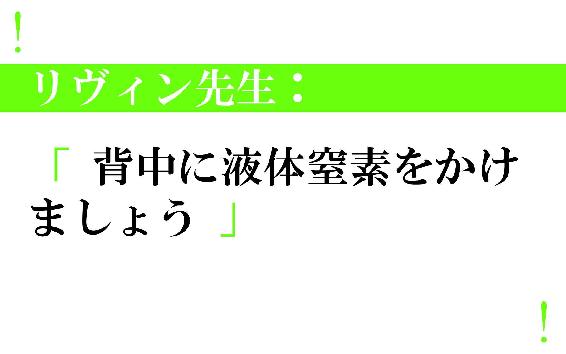 !
リヴィン先生：
「 背中に液体窒素をかけ
ましょう 」
!